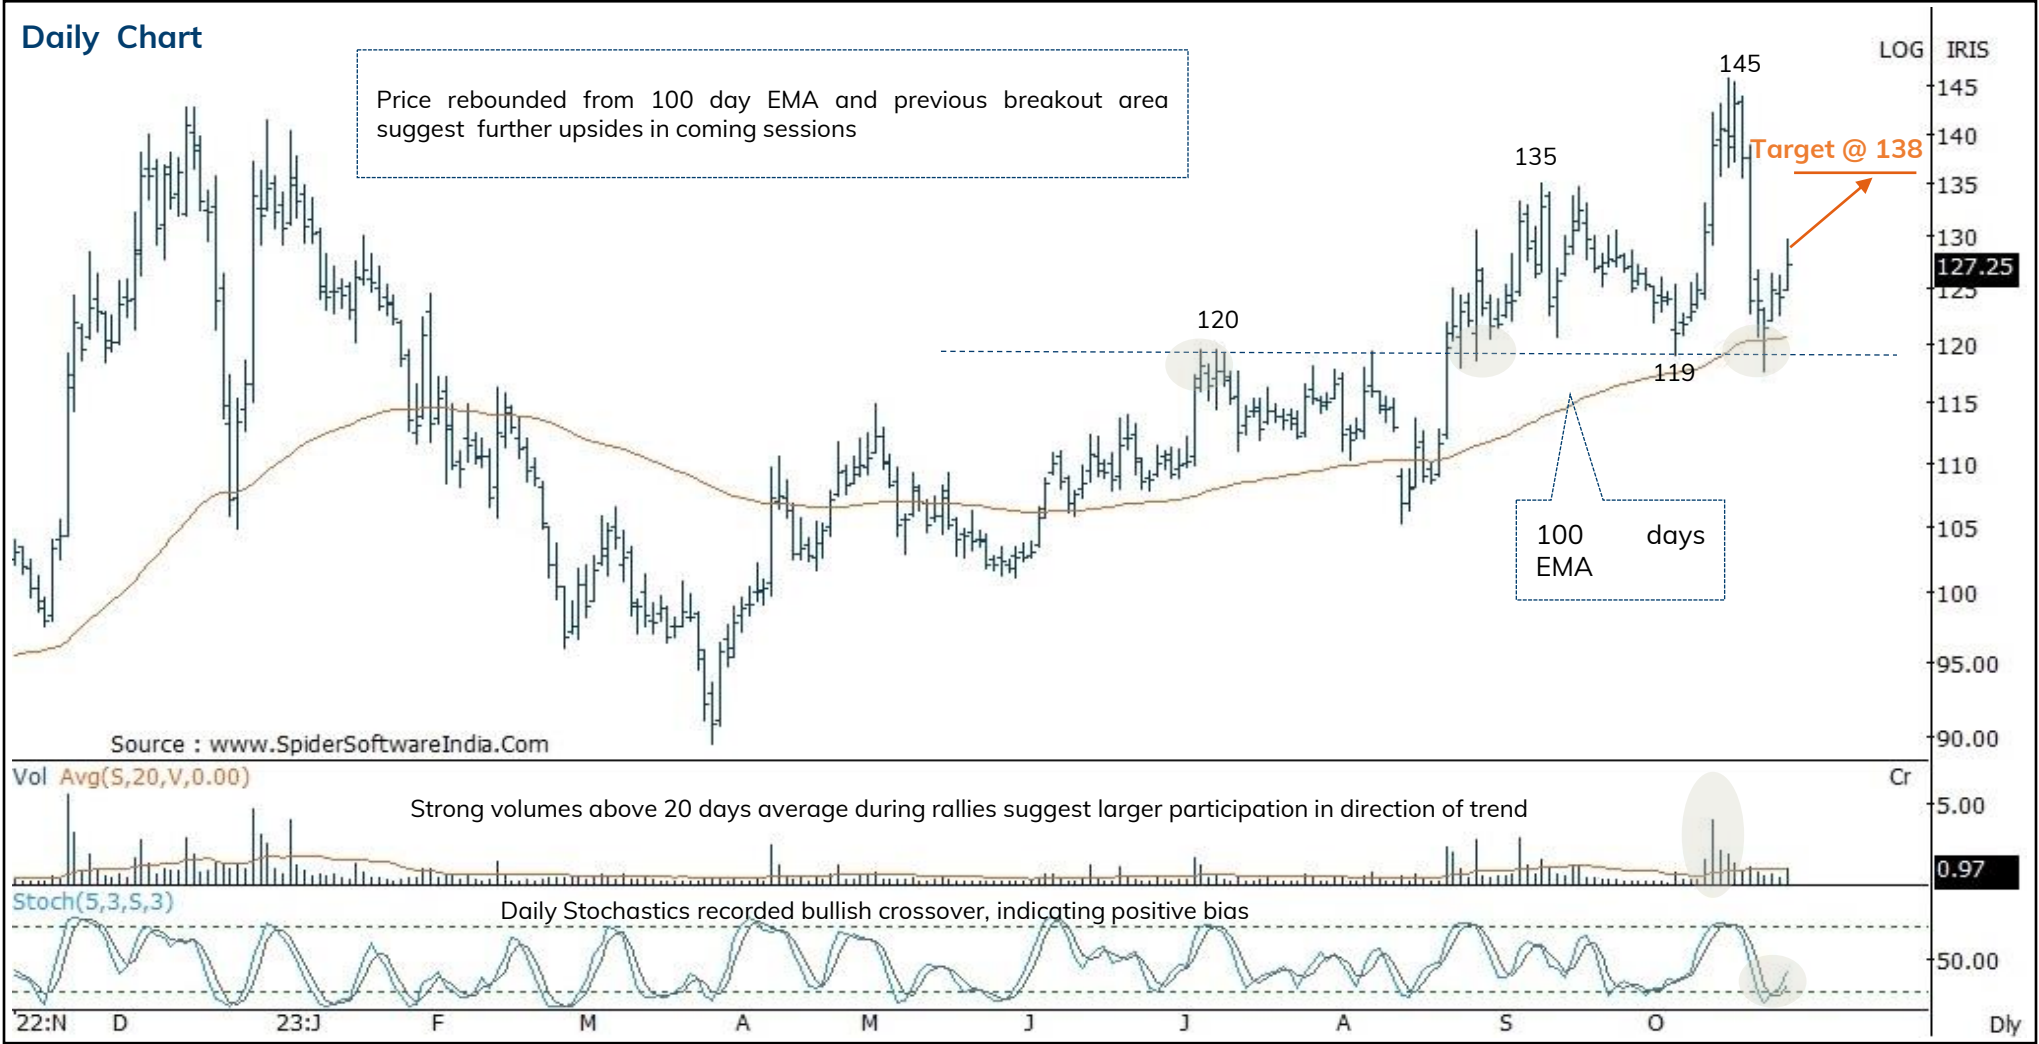 Daily Chart
LOG IRIS
Price rebounded from 100 day EMA and previous breakout area
suggest further upsides in coming sessions
145
145
140
Target @ 138
135
135
130
127.25
125
120
120
119
115
110
100 days
EMA
105
100
95.00
90.00
Source : www.SpiderSoftwareIndia.Com
Vol Avg(S,20,V,0.00)
Cr
Strong volumes above 20 days average during rallies suggest larger participation in direction of trend
5.00
0.97
Stoch(5,3,S,3)
Daily Stochastics recorded bullish crossover, indicating positive bias
50.00
'22:N D 23:J F M A M J J A S O Dly